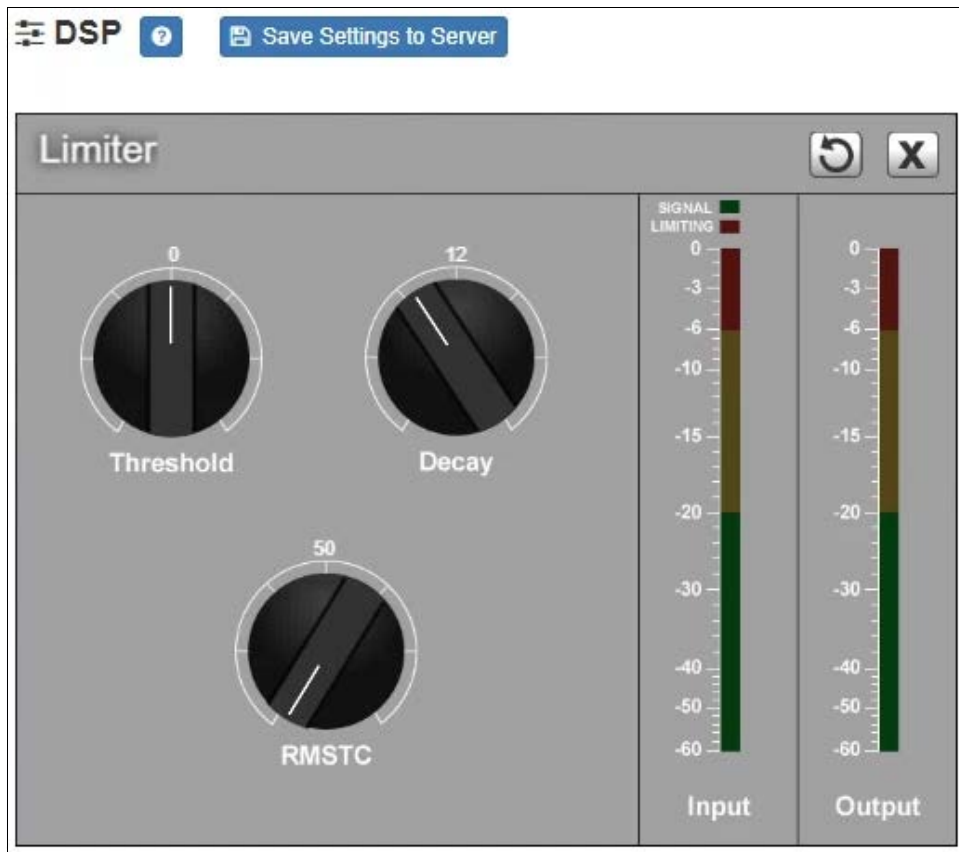 DSP
?
Save Settings to Server
Limiter
X
0
Threshold
12
Decay
50
RMSTC
SIGNAL
LIMITING
0
-3
-6
-10
-15
-20
-30
-40
-50
-60
Input
0
-3
-6
-10
-15
-20
-30
-40
-50
-60
Output